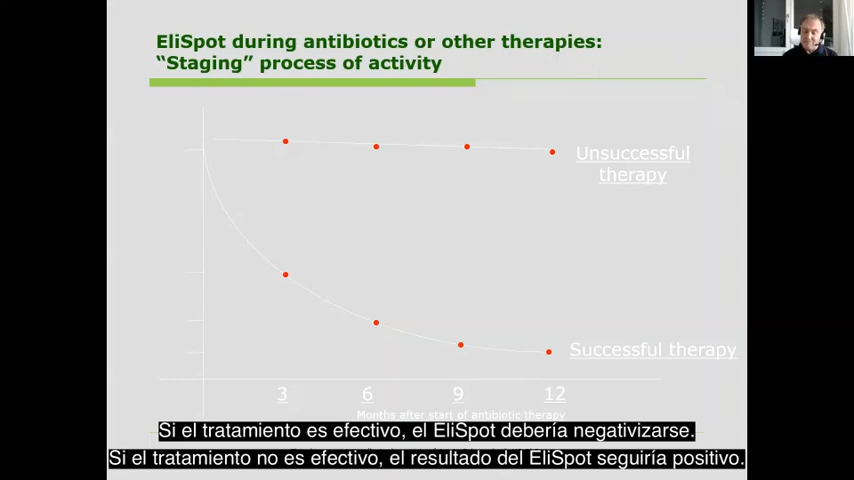 EliSpot during antibiotics or other therapies:
“Staging” process of activity
Unsuccessful
therapy
Successful therapy
3 6 9 12
Months after start of antibiotic therapy
Si el tratamiento es efectivo, el EliSpot debería negativizarse.
Si el tratamiento no es efectivo, el resultado del EliSpot seguiría positivo.